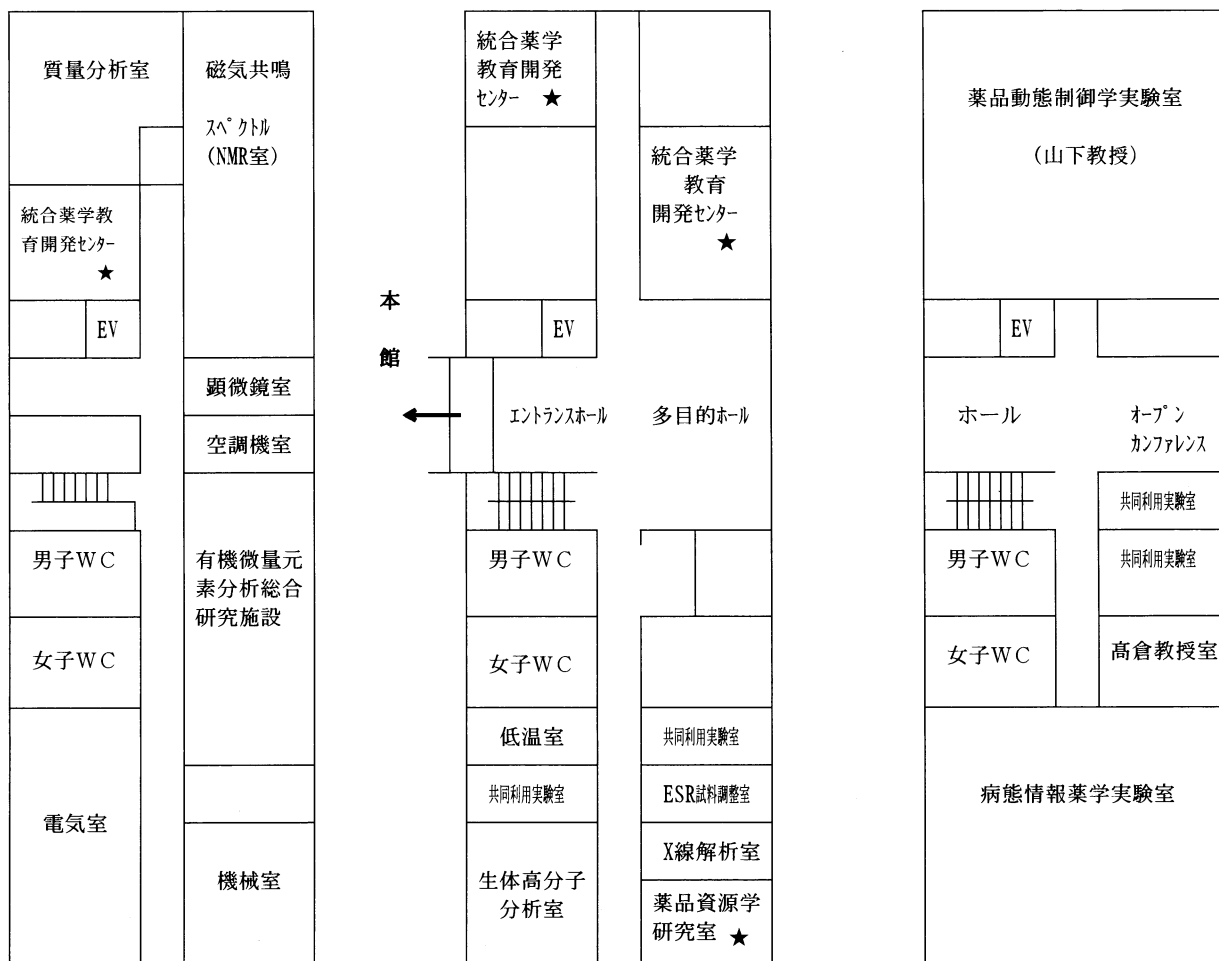 質量分析室
磁気共鳴
スペクトル
(NMR室)
統合薬学教
育開発センター
★
EV
顕微鏡室
空調機室
男子WC
有機微量元
素分析総合
研究施設
女子WC
電気室
機械室
本
館
統合薬学
教育開発
センター ★
統合薬学
教育
開発センター
★
EV
エントランスホール
多目的ホール
男子WC
女子WC
低温室
共同利用実験室
共同利用実験室
ESR試料調整室
X線解析室
生体高分子
分析室
薬品資源学
研究室 ★
薬品動態制御学実験室
(山下教授)
EV
ホール
オープン
カンファレンス
共同利用実験室
男子WC
共同利用実験室
女子WC
髙倉教授室
病態情報薬学実験室